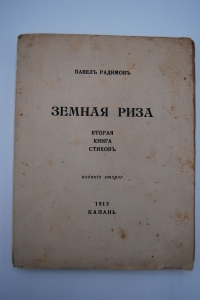 ПАВЕЛЪ РАДИМОВЪ
ЗЕМНАЯ РИЗА
ВТОРАЯ
КНИГА
СТИХОВЪ
изданіе второе
1915
КАЗАНЬ